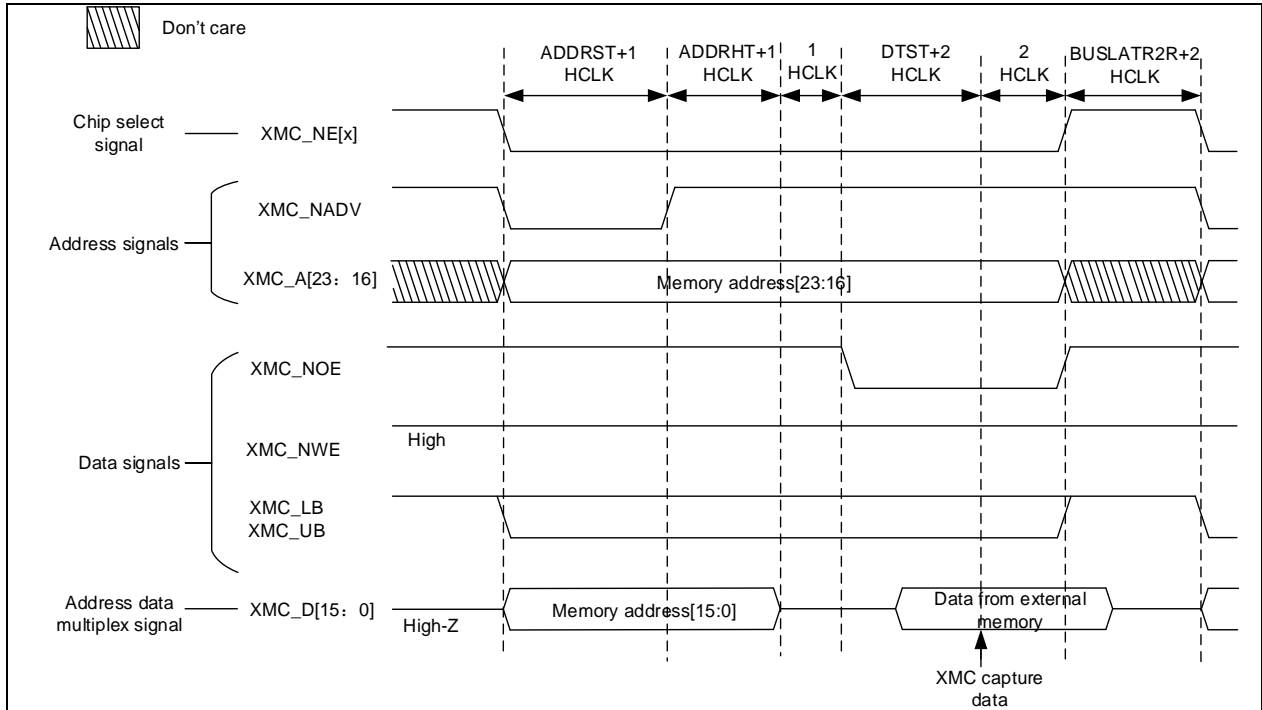 Don't care
ADDRST+1
HCLK
ADDRHT+1
HCLK
1
HCLK
DTST+2
HCLK
2
HCLK
BUSLATR2R+2
HCLK
Chip select
signal
XMC_NE[x]
XMC_NADV
Address signals
XMC_A[23：16]
Memory address[23:16]
XMC_NOE
High
XMC_NWE
Data signals
XMC_LB
XMC_UB
Address data
multiplex signal
XMC_D[15：0]
High-Z
Memory address[15:0]
Data from external
memory
XMC capture
data